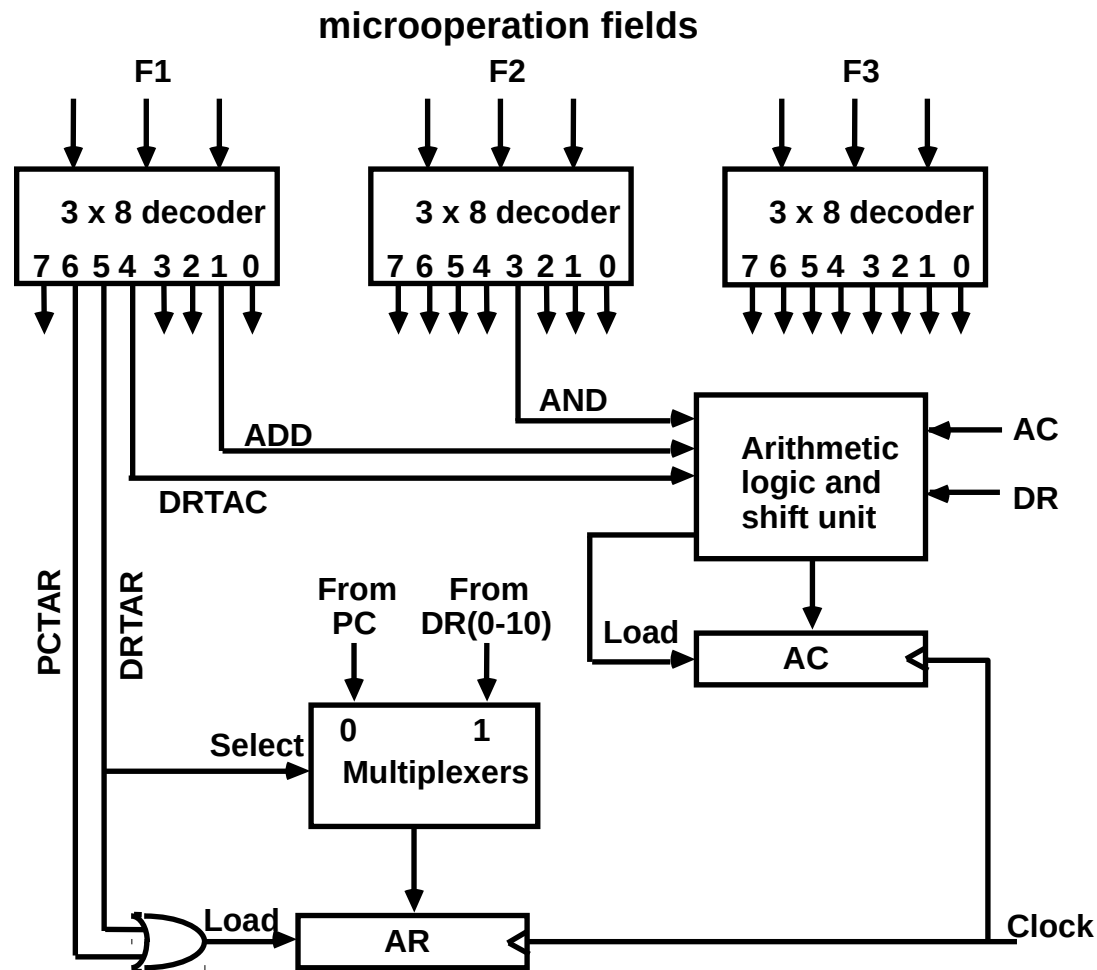 microoperation fields
F1
F2
F3
3 x 8 decoder
7 6 5 4 3 2 1 0
3 x 8 decoder
7 6 5 4 3 2 1 0
3 x 8 decoder
7 6 5 4 3 2 1 0
AND
ADD
DRTAC
Arithmetic
logic and
shift unit
AC
DR
PCTAR
DRTAR
From
PC
From
DR(0-10)
Load
AC
0 1
Select
Multiplexers
Load
AR
Clock